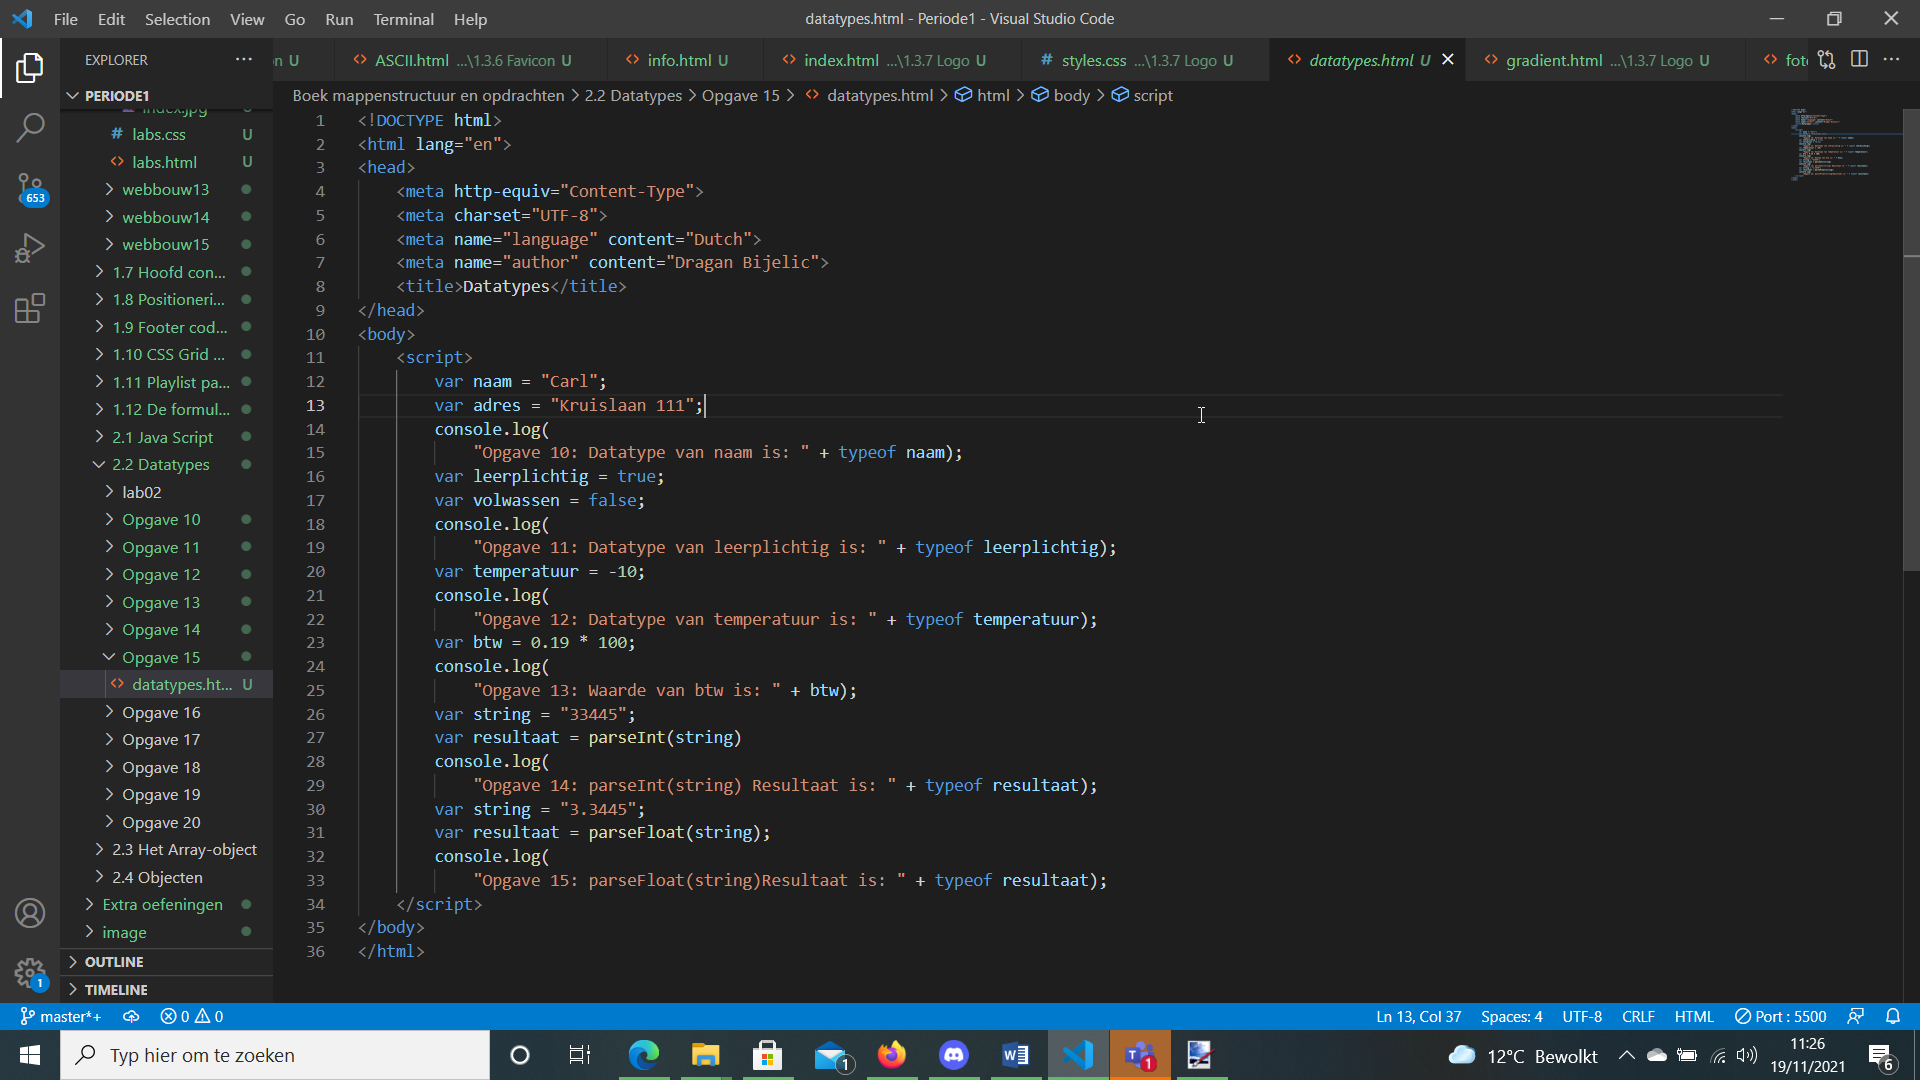 File Edit Selection View Go Run Terminal Help
datatypes.html - Periode1 - Visual Studio Code
EXPLORER
U
ASCII.html ...\1.3.6 Favicon U
info.html U
index.html ...\1.3.7 Logo U
# styles.css ...\1.3.7 Logo U
datatypes.html U
gradient.html ...\1.3.7 Logo U
Boek mappenstructuur en opdrachten > 2.2 Datatypes > Opgave 15 > datatypes.html > html > body > script
PERIODE1
index.jpg
# labs.css U
labs.html U
webbouw13
webbouw14
webbouw15
1.7 Hoofd con...
1.8 Positioneri...
1.9 Footer cod...
1.10 CSS Grid ...
1.11 Playlist pa...
1.12 De formul...
2.1 Java Script
2.2 Datatypes
lab02
Opgave 10
Opgave 11
Opgave 12
Opgave 13
Opgave 14
Opgave 15
datatypes.ht... U
Opgave 16
Opgave 17
Opgave 18
Opgave 19
Opgave 20
2.3 Het Array-object
2.4 Objecten
Extra oefeningen
image
OUTLINE
TIMELINE
653
1
1 <!DOCTYPE html>
2 <html lang="en">
3 <head>
4 <meta http-equiv="Content-Type">
5 <meta charset="UTF-8">
6 <meta name="language" content="Dutch">
7 <meta name="author" content="Dragan Bijelic">
8 <title>Datatypes</title>
9 </head>
10 <body>
11 <script>
12 var naam = "Carl";
13 var adres = "Kruislaan 111";
14 console.log(
15 "Opgave 10: Datatype van naam is: " + typeof naam);
16 var leerplichtig = true;
17 var volwassen = false;
18 console.log(
19 "Opgave 11: Datatype van leerplichtig is: " + typeof leerplichtig);
20 var temperatuur = -10;
21 console.log(
22 "Opgave 12: Datatype van temperatuur is: " + typeof temperatuur);
23 var btw = 0.19 * 100;
24 console.log(
25 "Opgave 13: Waarde van btw is: " + btw);
26 var string = "33445";
27 var resultaat = parseInt(string)
28 console.log(
29 "Opgave 14: parseInt(string) Resultaat is: " + typeof resultaat);
30 var string = "3.3445";
31 var resultaat = parseFloat(string);
32 console.log(
33 "Opgave 15: parseFloat(string)Resultaat is: " + typeof resultaat);
34 </script>
35 </body>
36 </html>
master*+ 0 0
Ln 13, Col 37 Spaces: 4 UTF-8 CRLF HTML Port : 5500
Typ hier om te zoeken
1
1
12°C Bewolkt
11:26
19/11/2021
6